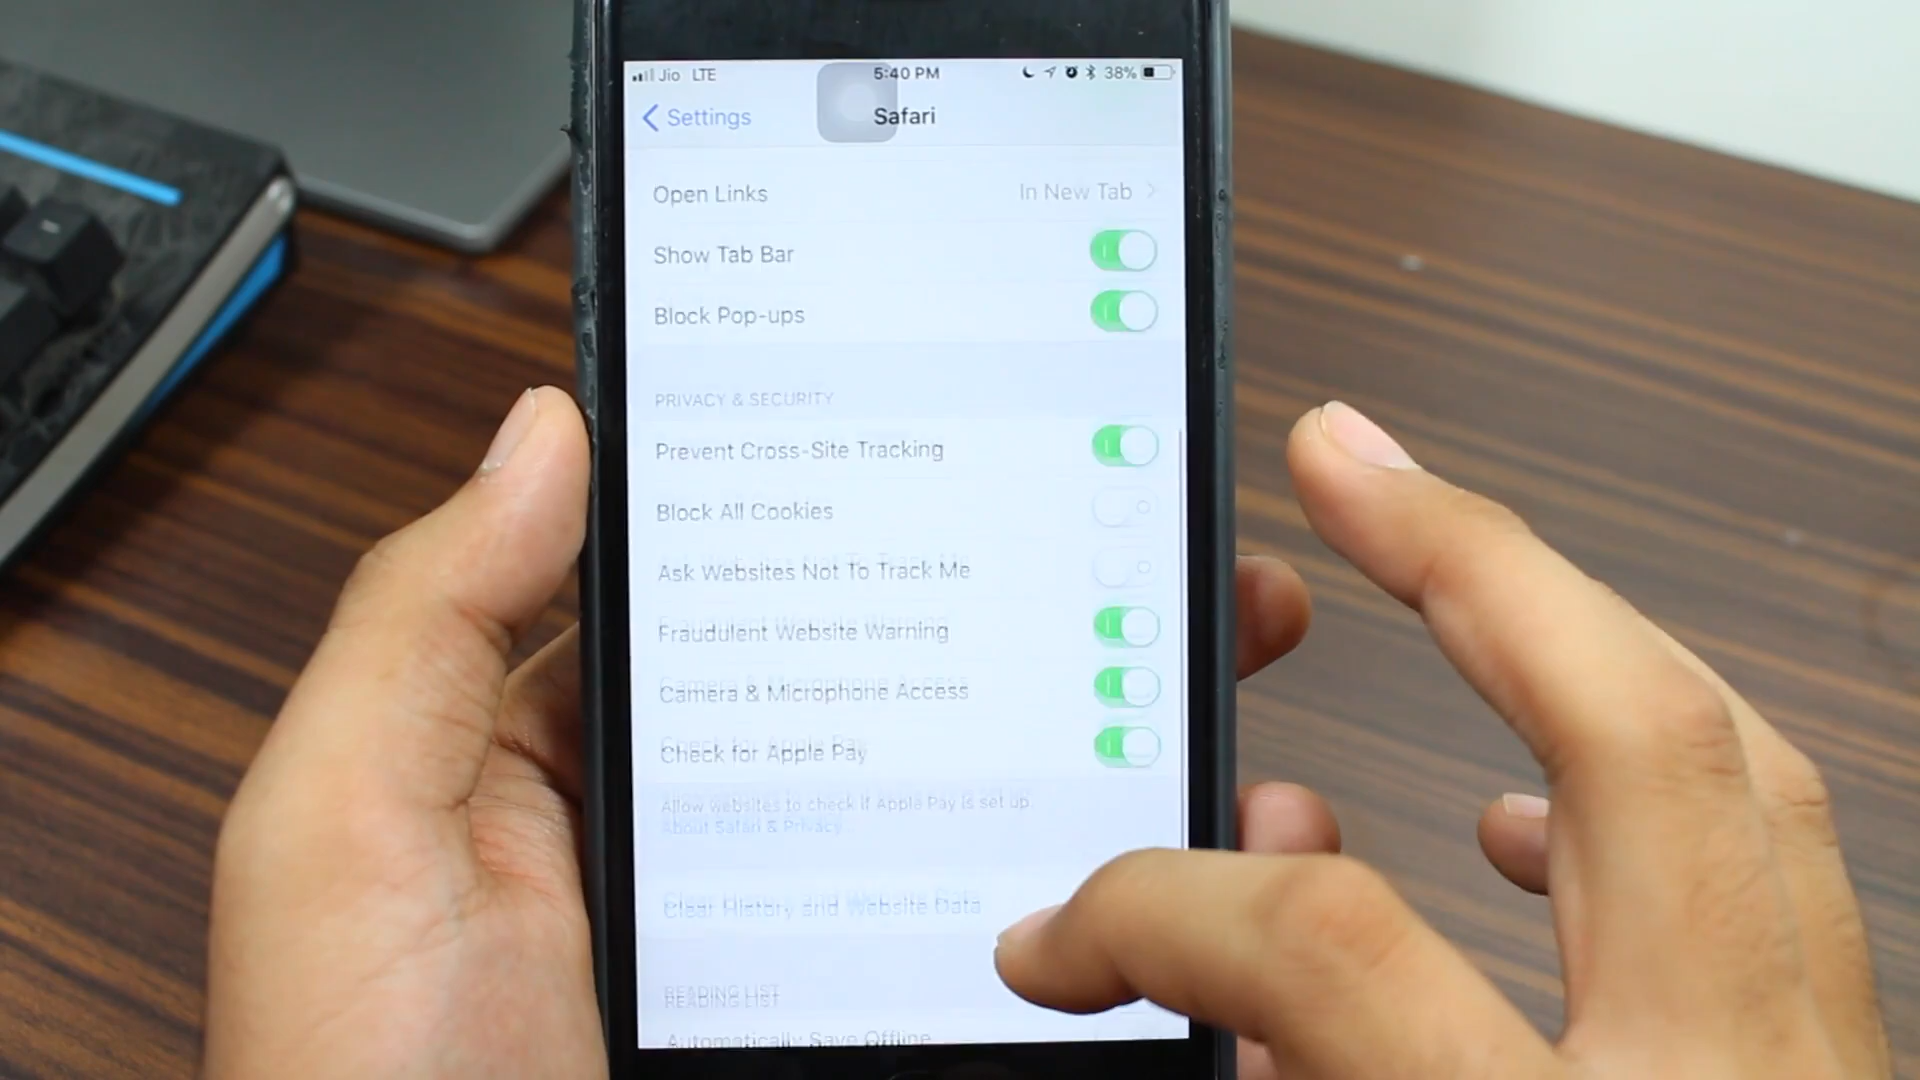 Jio LTE 5:40 PM 38%
Settings Safari
Open Links In New Tab
Show Tab Bar
Block Pop-ups
PRIVACY & SECURITY
Prevent Cross-Site Tracking
Block All Cookies
Ask Websites Not To Track Me
Fraudulent Website Warning
Camera & Microphone Access
Check for Apple Pay
Allow websites to check if Apple Pay is set up.
About Safari & Privacy
Clear History and Website Data
READING LIST
Automatically Save Offline